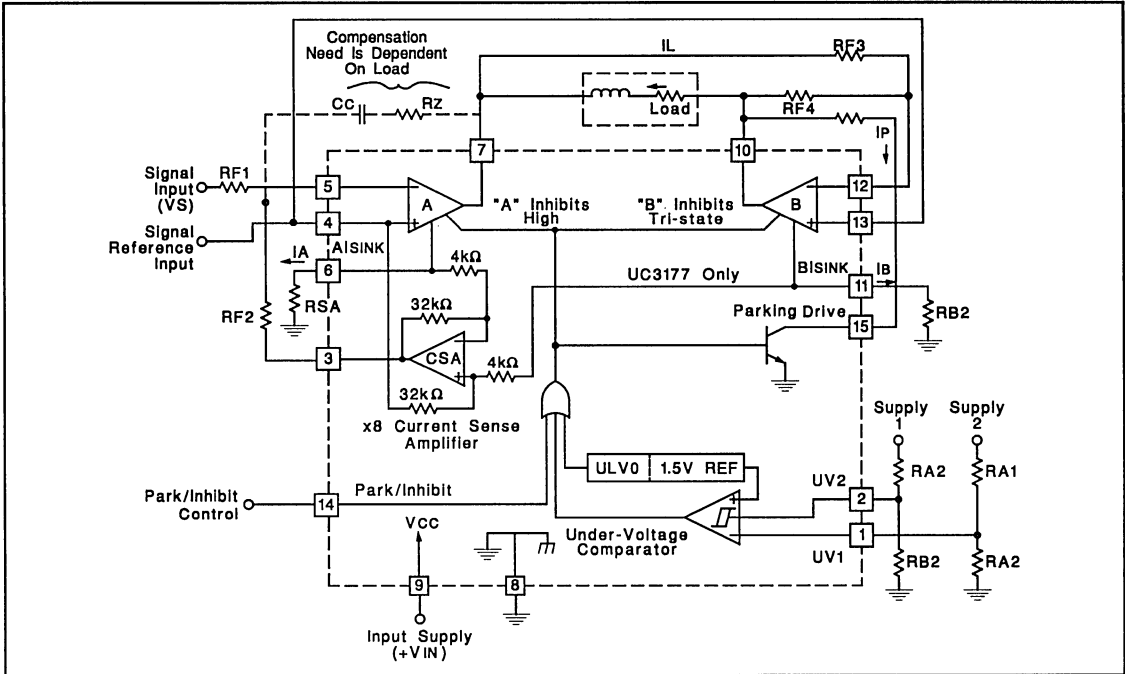 Compensation
Need Is Dependent
On Load
IL
RF3
CC
RZ
Load
RF4
IP
7
10
Signal
Input
(VS)
RF1
5
A
"A" Inhibits
High
"B" Inhibits
Tri-state
B
12
4
13
Signal
Reference
Input
AISINK
IA
6
4kΩ
UC3177 Only
BISINK
IB
11
RSA
32kΩ
RF2
Parking Drive
15
RB2
3
CSA
4kΩ
32kΩ
x8 Current Sense
Amplifier
Supply
1
Supply
2
ULV0
1.5V REF
UV2
RA2
RA1
Park/Inhibit
Control
14
Park/Inhibit
2
VCC
Under-Voltage
Comparator
1
UV1
RB2
RA2
9
8
Input Supply
(+VIN)